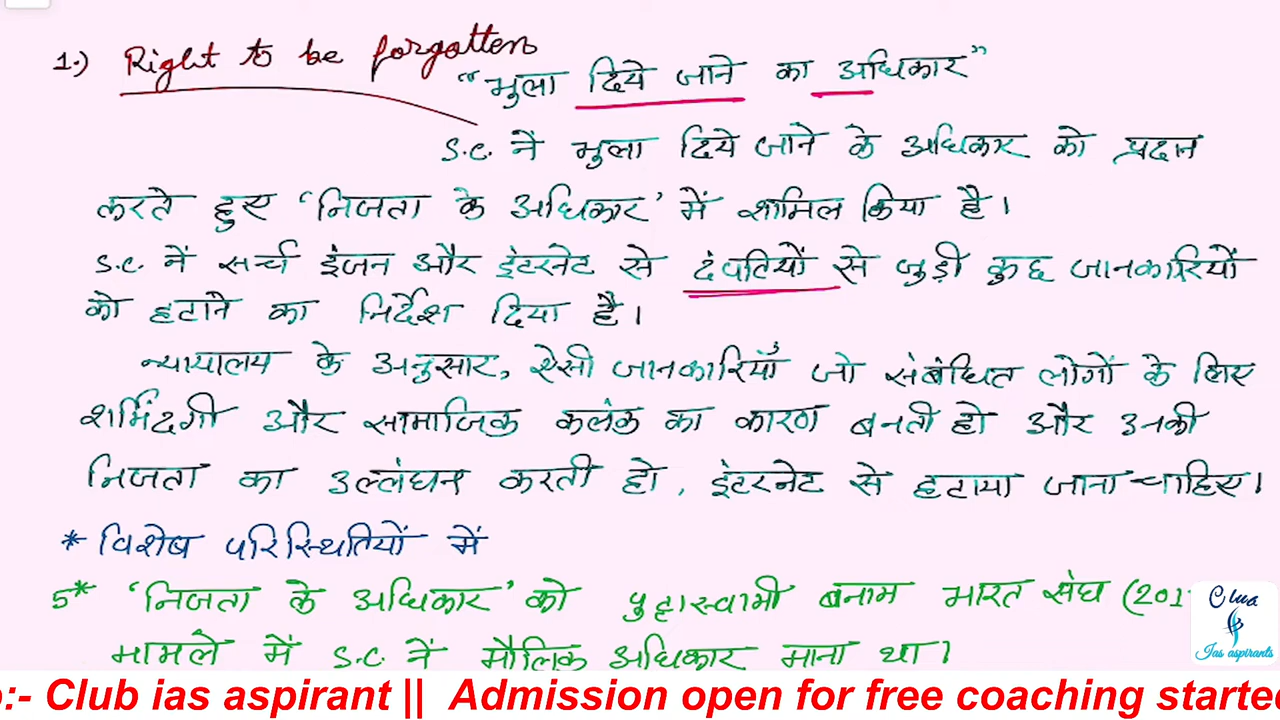 1.) Right to be forgotten
“भुला दिये जाने का अधिकार”
S.C. ने भुला दिये जाने के अधिकार को प्रदान
करते हुए ‘निजता के अधिकार’ में शामिल किया है।
S.C. ने सर्च इंजन और इंटरनेट से दंपतियों से जुड़ी कुछ जानकारियों
को हटाने का निर्देश दिया है।
न्यायालय के अनुसार, ऐसी जानकारियाँ जो संबंधित लोगों के लिए
शर्मिंदगी और सामाजिक कलंक का कारण बनती हो और उनकी
निजता का उल्लंघन करती हो, इंटरनेट से हटाया जाना चाहिए।
* विशेष परिस्थितियों में
5* ‘निजता के अधिकार’ को पुट्टास्वामी बनाम भारत संघ (201
मामले में S.C. ने मौलिक अधिकार माना था।
Club
Ias aspirants
:- Club ias aspirant || Admission open for free coaching started